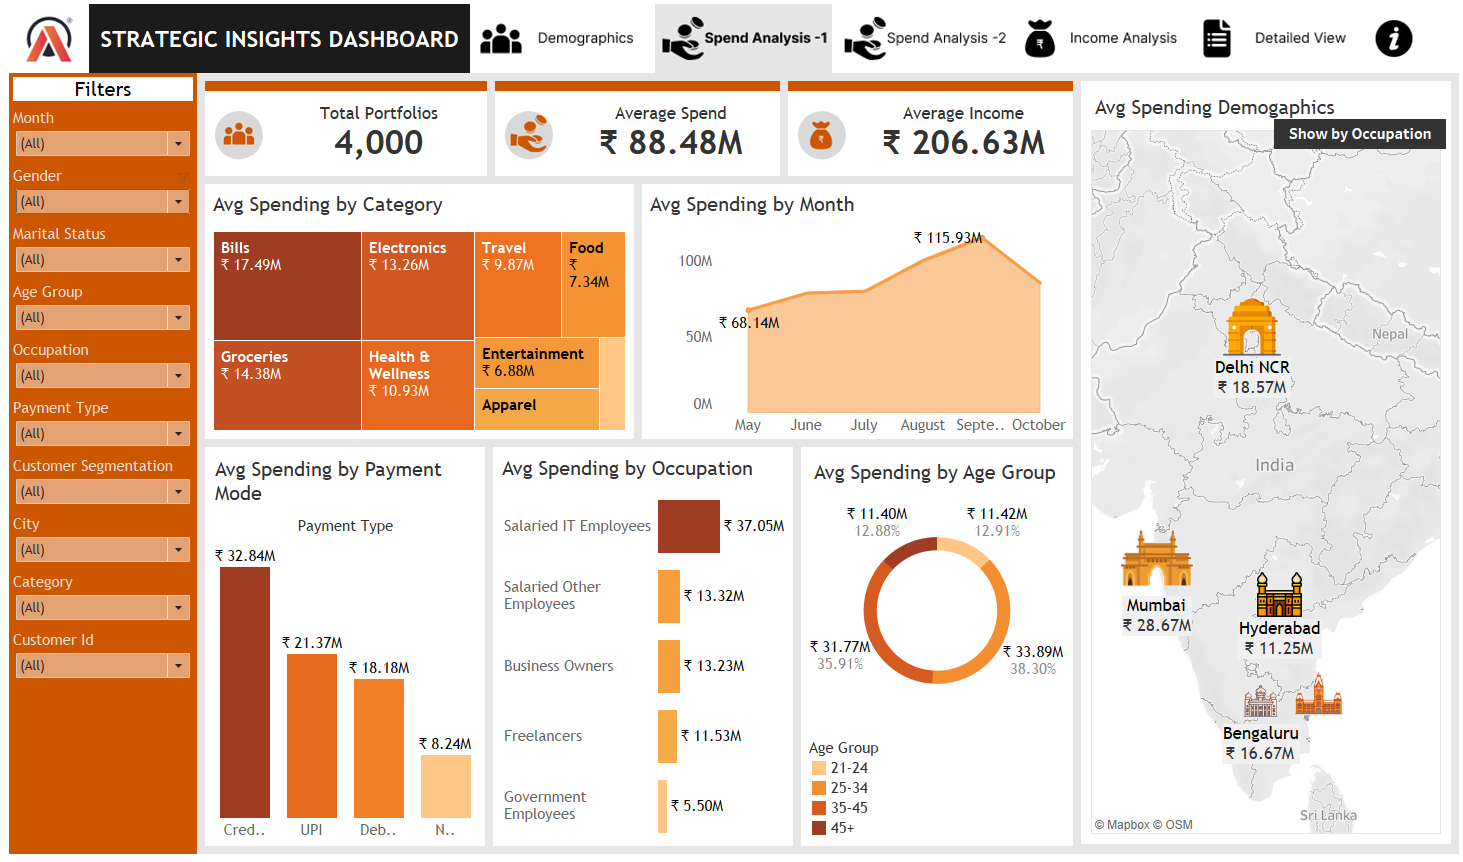 STRATEGIC INSIGHTS DASHBOARD
Demographics
Spend Analysis -1
Spend Analysis -2
Income Analysis
Detailed View
Filters
Month
(All)
Gender
(All)
Marital Status
(All)
Age Group
(All)
Occupation
(All)
Payment Type
(All)
Customer Segmentation
(All)
City
(All)
Category
(All)
Customer Id
(All)
Total Portfolios
4,000
Average Spend
₹ 88.48M
Average Income
₹ 206.63M
Avg Spending by Category
Bills
₹ 17.49M
Electronics
₹ 13.26M
Travel
₹ 9.87M
Food
₹
7.34M
Groceries
₹ 14.38M
Health &
Wellness
₹ 10.93M
Entertainment
₹ 6.88M
Apparel
Avg Spending by Month
100M
50M
0M
₹ 68.14M
₹ 115.93M
May
June
July
August
Septe..
October
Avg Spending by Payment
Mode
Payment Type
₹ 32.84M
₹ 21.37M
₹ 18.18M
₹ 8.24M
Cred..
UPI
Deb..
N..
Avg Spending by Occupation
Salaried IT Employees
₹ 37.05M
Salaried Other
Employees
₹ 13.32M
Business Owners
₹ 13.23M
Freelancers
₹ 11.53M
Government
Employees
₹ 5.50M
Avg Spending by Age Group
₹ 11.40M
12.88%
₹ 11.42M
12.91%
₹ 31.77M
35.91%
₹ 33.89M
38.30%
Age Group
21-24
25-34
35-45
45+
Avg Spending Demogaphics
Show by Occupation
Nepal
Delhi NCR
₹ 18.57M
India
Mumbai
₹ 28.67M
Hyderabad
₹ 11.25M
Bengaluru
₹ 16.67M
Sri Lanka
© Mapbox © OSM